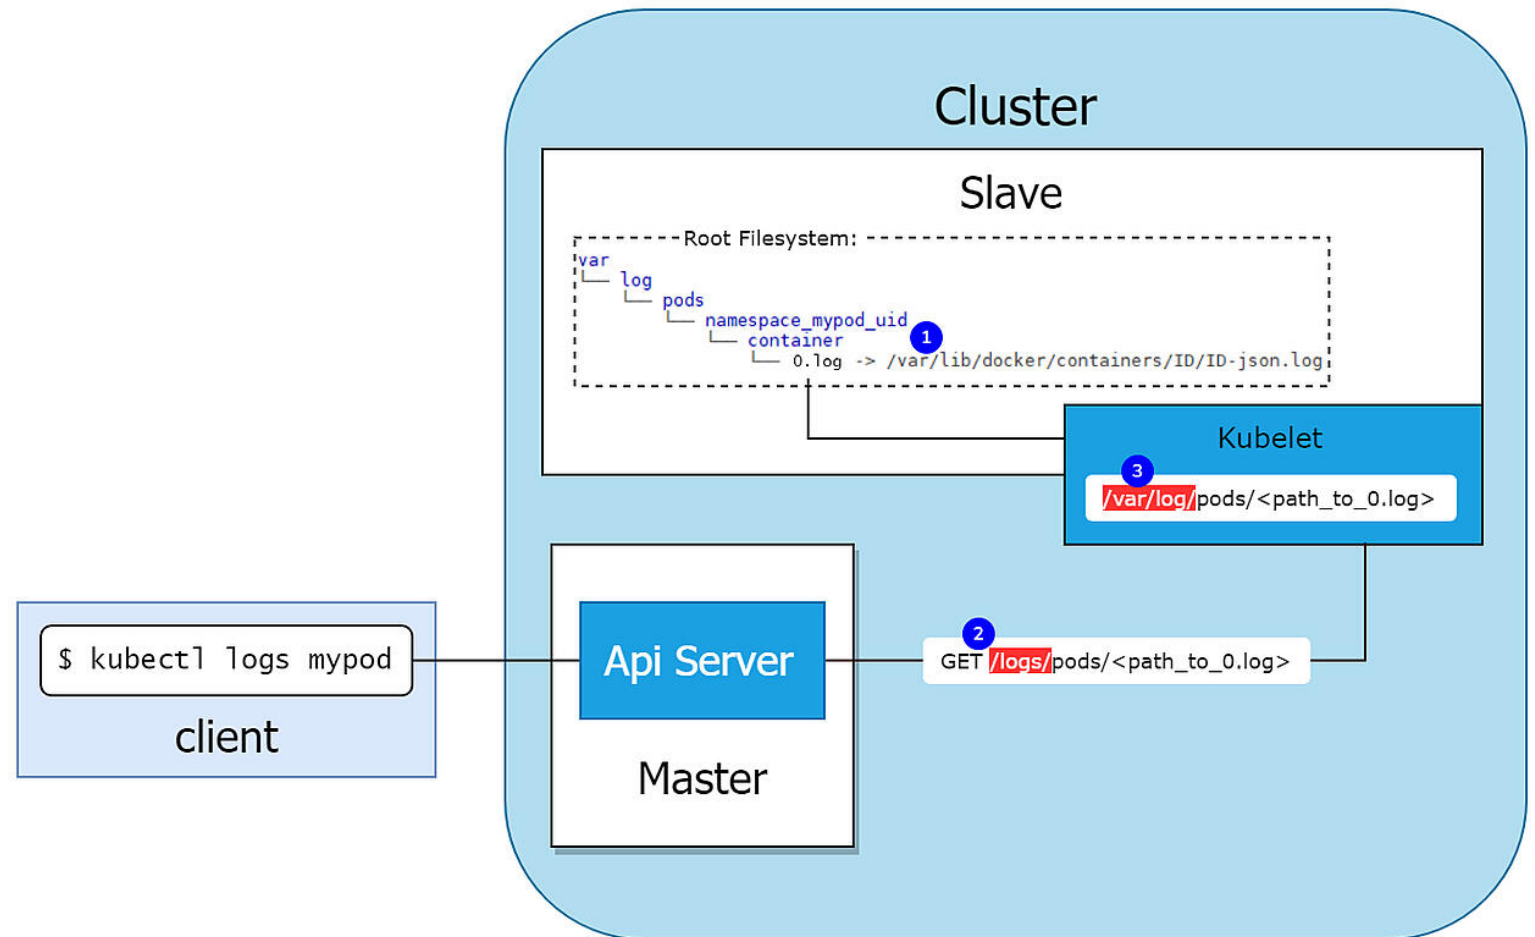 Cluster
Slave
Root Filesystem:
var
└── log
└── pods
└── namespace_mypod_uid
└── container
└── 0.log -> /var/lib/docker/containers/ID/ID-json.log
1
Kubelet
3
/var/log/pods/<path_to_0.log>
2
GET /logs/pods/<path_to_0.log>
Api Server
Master
$ kubectl logs mypod
client